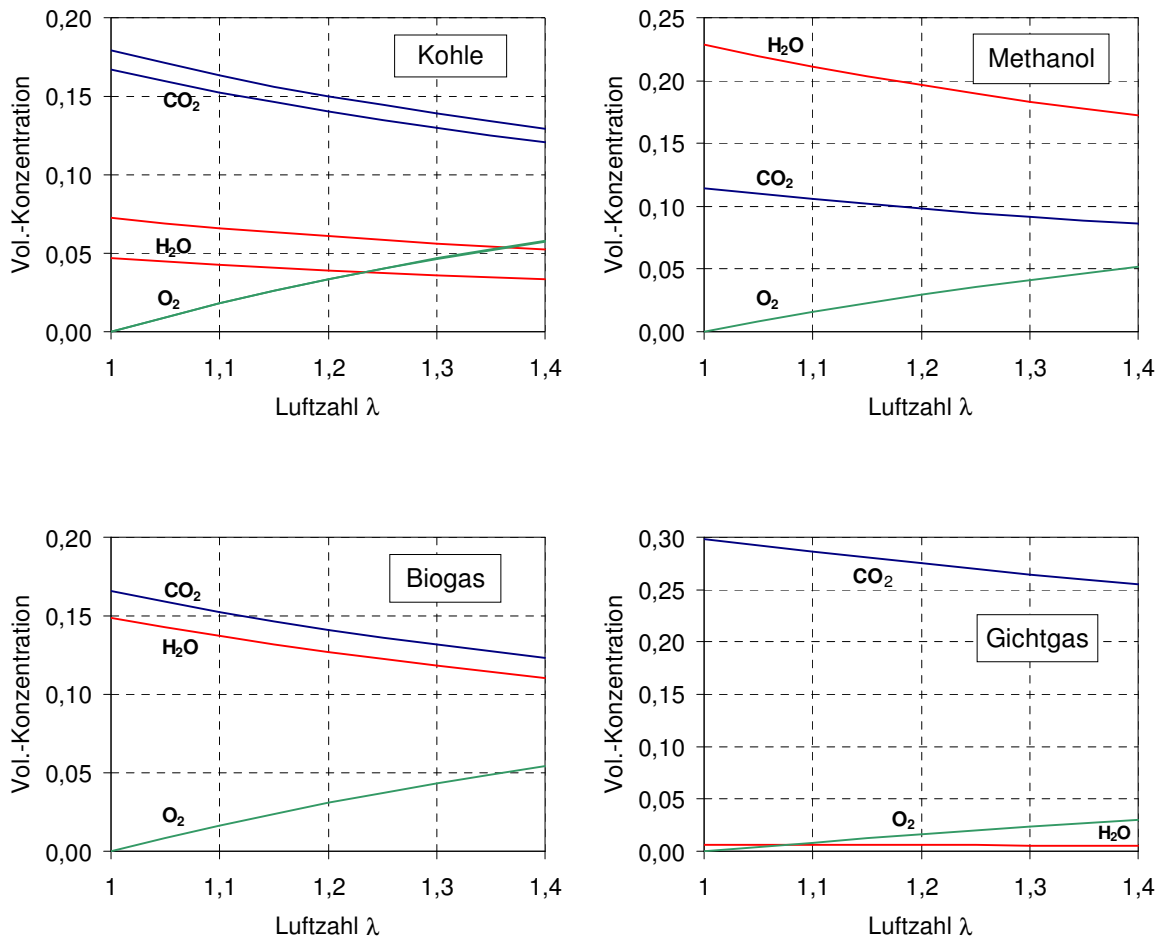 Kohle
Vol.-Konzentration
0,20
0,15
0,10
0,05
0,00
CO2
H2O
O2
1 1,1 1,2 1,3 1,4
Luftzahl λ
Methanol
Vol.-Konzentration
0,25
0,20
0,15
0,10
0,05
0,00
H2O
CO2
O2
1 1,1 1,2 1,3 1,4
Luftzahl λ
Biogas
Vol.-Konzentration
0,20
0,15
0,10
0,05
0,00
CO2
H2O
O2
1 1,1 1,2 1,3 1,4
Luftzahl λ
Gichtgas
Vol.-Konzentration
0,30
0,25
0,20
0,15
0,10
0,05
0,00
CO2
O2
H2O
1 1,1 1,2 1,3 1,4
Luftzahl λ